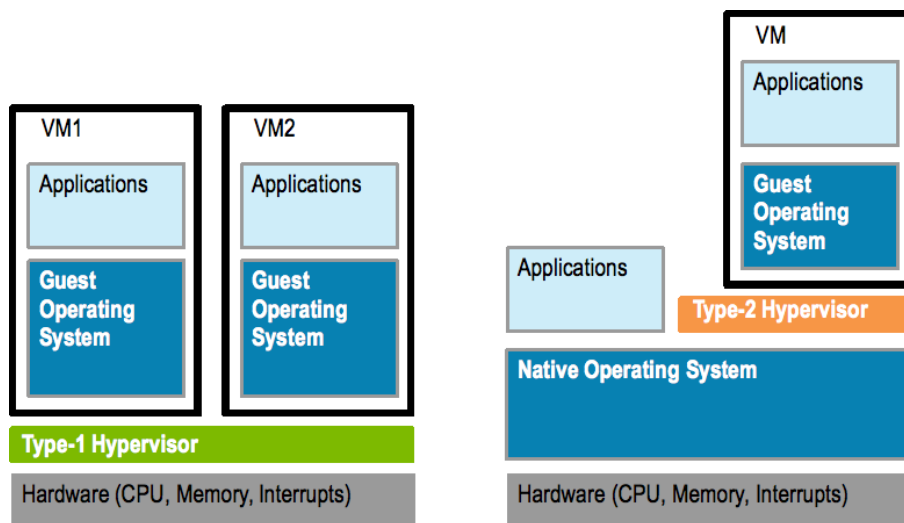 VM1
Applications
Guest
Operating
System
VM2
Applications
Guest
Operating
System
Type-1 Hypervisor
Hardware (CPU, Memory, Interrupts)
VM
Applications
Guest
Operating
System
Applications
Type-2 Hypervisor
Native Operating System
Hardware (CPU, Memory, Interrupts)